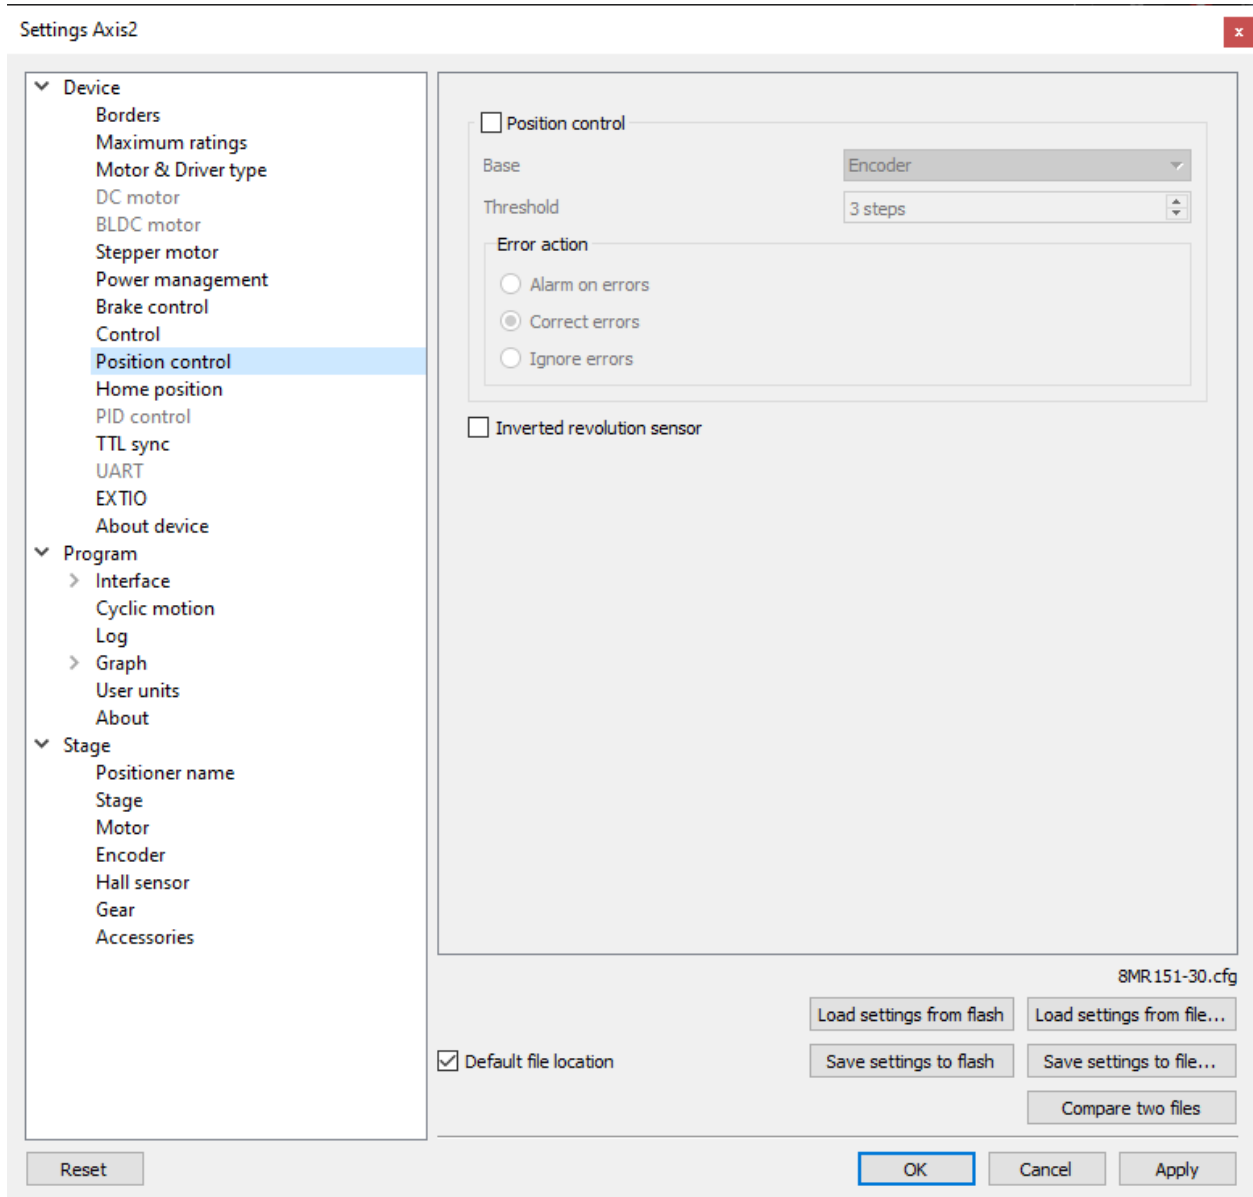 Settings Axis2
x
Device
Borders
Maximum ratings
Motor & Driver type
DC motor
BLDC motor
Stepper motor
Power management
Brake control
Control
Position control
Home position
PID control
TTL sync
UART
EXTIO
About device
Program
Interface
Cyclic motion
Log
Graph
User units
About
Stage
Positioner name
Stage
Motor
Encoder
Hall sensor
Gear
Accessories
Position control
Base Encoder
Threshold 3 steps
Error action
Alarm on errors
Correct errors
Ignore errors
Inverted revolution sensor
8MR151-30.cfg
Load settings from flash Load settings from file...
Default file location Save settings to flash Save settings to file...
Compare two files
Reset OK Cancel Apply